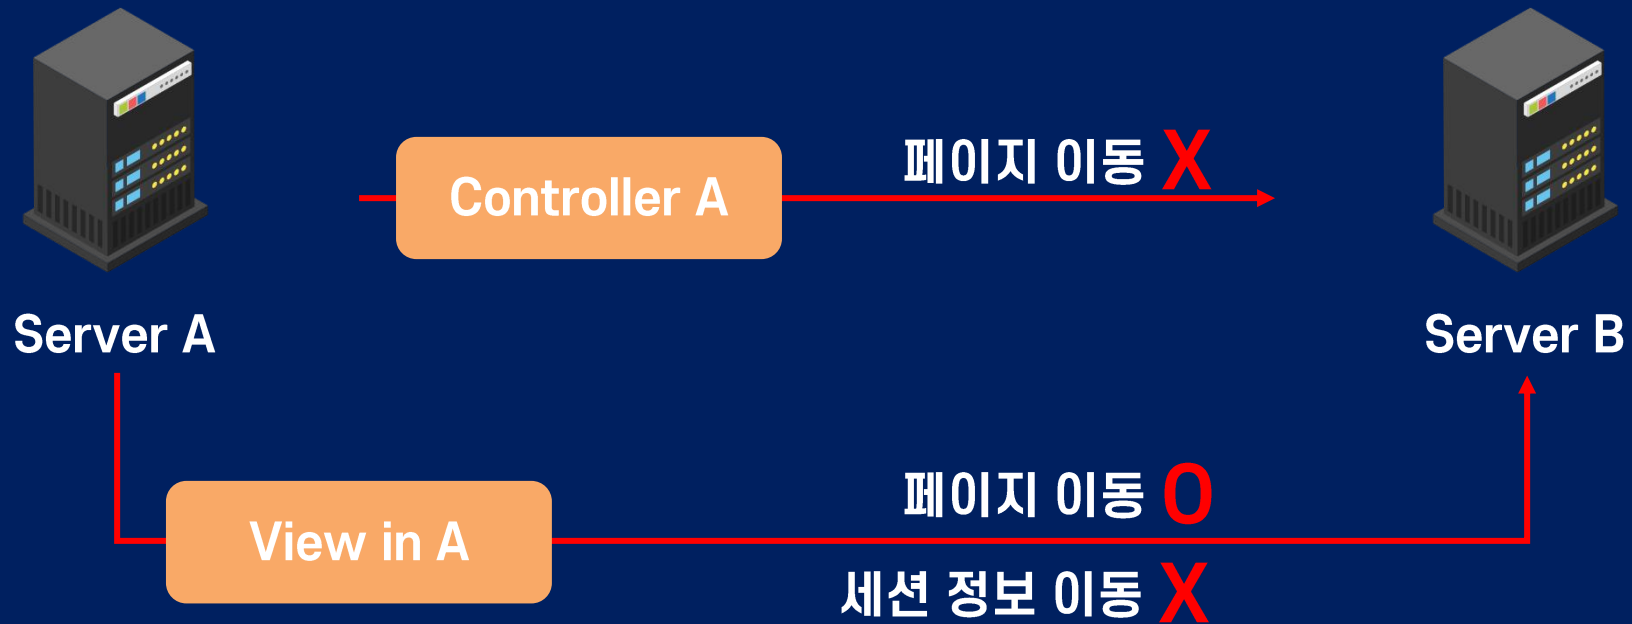 페이지 이동 X
Controller A
Server A
Server B
페이지 이동 O
View in A
세션 정보 이동 X